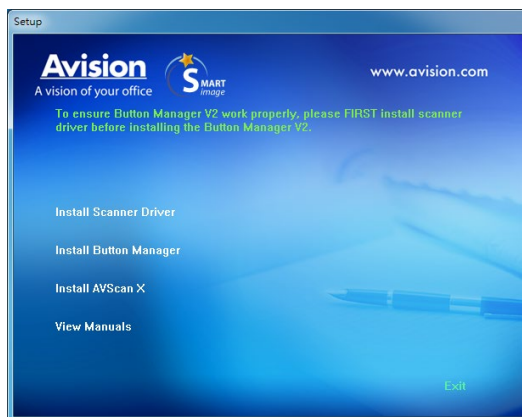 Setup
Avision
A vision of your office
SMART
image
www.avision.com
To ensure Button Manager V2 work properly, please FIRST install scanner
driver before installing the Button Manager V2.
Install Scanner Driver
Install Button Manager
Install AVScan X
View Manuals
Exit